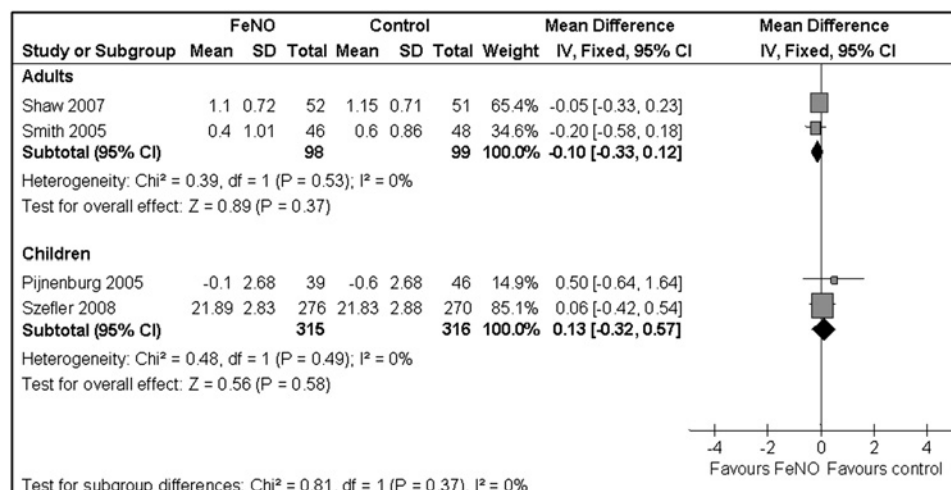 FeNO Control Mean Difference Mean Difference
Study or Subgroup Mean SD Total Mean SD Total Weight IV, Fixed, 95% CI IV, Fixed, 95% CI
Adults
Shaw 2007 1.1 0.72 52 1.15 0.71 51 65.4% -0.05 [-0.33, 0.23]
Smith 2005 0.4 1.01 46 0.6 0.86 48 34.6% -0.20 [-0.58, 0.18]
Subtotal (95% CI) 98 99 100.0% -0.10 [-0.33, 0.12]
Heterogeneity: Chi² = 0.39, df = 1 (P = 0.53); I² = 0%
Test for overall effect: Z = 0.89 (P = 0.37)
Children
Pijnenburg 2005 -0.1 2.68 39 -0.6 2.68 46 14.9% 0.50 [-0.64, 1.64]
Szefler 2008 21.89 2.83 276 21.83 2.88 270 85.1% 0.06 [-0.42, 0.54]
Subtotal (95% CI) 315 316 100.0% 0.13 [-0.32, 0.57]
Heterogeneity: Chi² = 0.48, df = 1 (P = 0.49); I² = 0%
Test for overall effect: Z = 0.56 (P = 0.58)
-4 -2 0 2 4
Favours FeNO Favours control
Test for subgroup differences: Chi² = 0.81, df = 1 (P = 0.37), I² = 0%